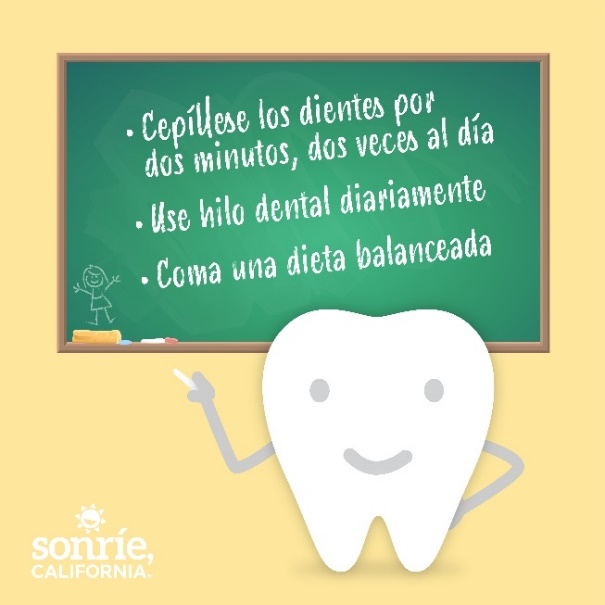 • Cepíllese los dientes por
dos minutos, dos veces al día
• Use hilo dental diariamente
• Coma una dieta balanceada
sonríe,
CALIFORNIA®